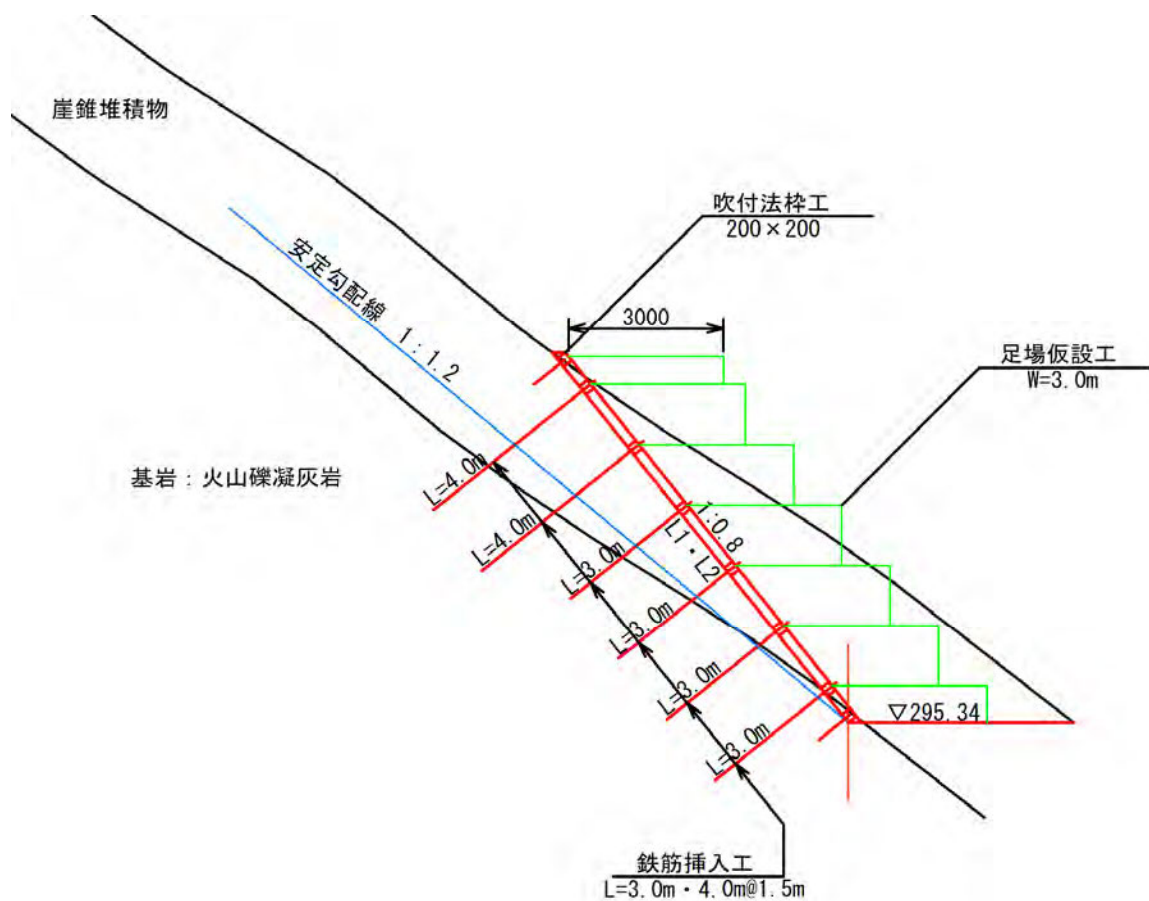 崖錐堆積物
吹付法枠工
200×200
安定勾配線 1:1.2
3000
足場仮設工
W=3.0m
基岩:火山礫凝灰岩
L=4.0m
L=4.0m
1:0.8
L1・L2
L=3.0m
L=3.0m
L=3.0m
L=3.0m
▽295.34
鉄筋挿入工
L=3.0m・4.0m@1.5m